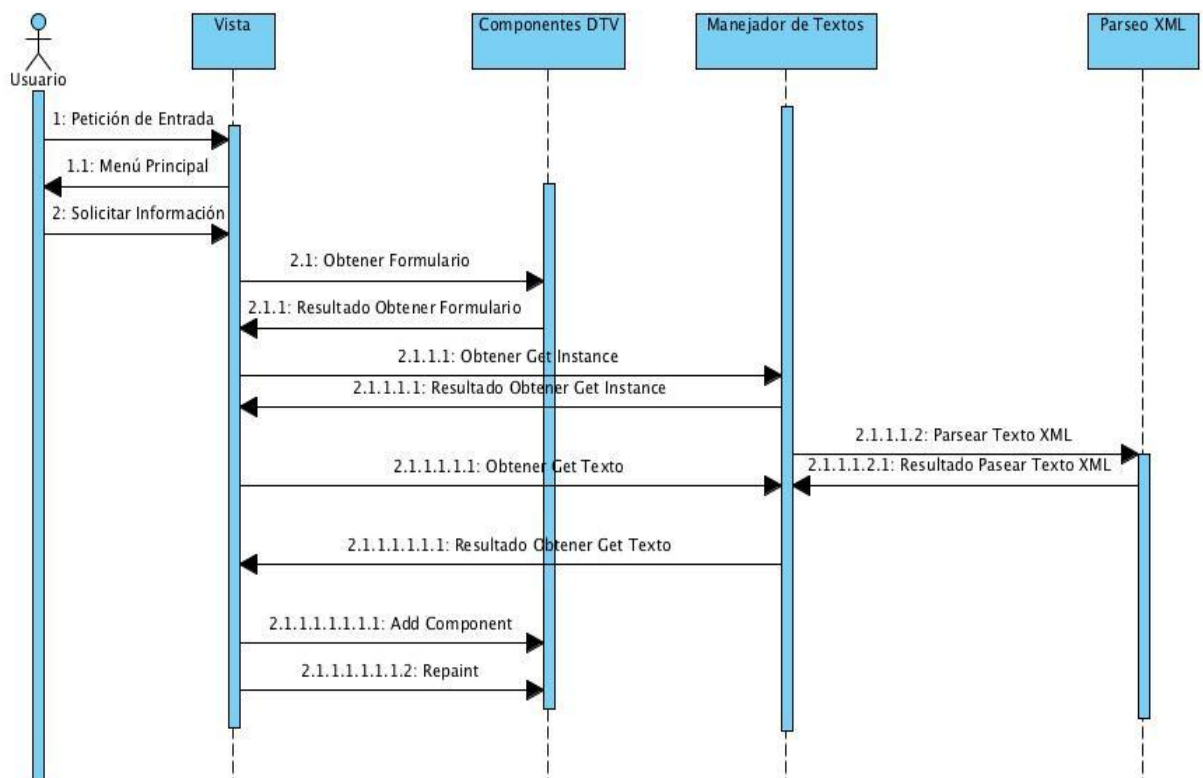 Usuario
Vista
Componentes DTV
Manejador de Textos
Parseo XML
1: Petición de Entrada
1.1: Menú Principal
2: Solicitar Información
2.1: Obtener Formulario
2.1.1: Resultado Obtener Formulario
2.1.1.1: Obtener Get Instance
2.1.1.1.1: Resultado Obtener Get Instance
2.1.1.1.2: Parsear Texto XML
2.1.1.1.1.1: Obtener Get Texto
2.1.1.1.2.1: Resultado Pasear Texto XML
2.1.1.1.1.1.1: Resultado Obtener Get Texto
2.1.1.1.1.1.1.1: Add Component
2.1.1.1.1.1.1.2: Repaint